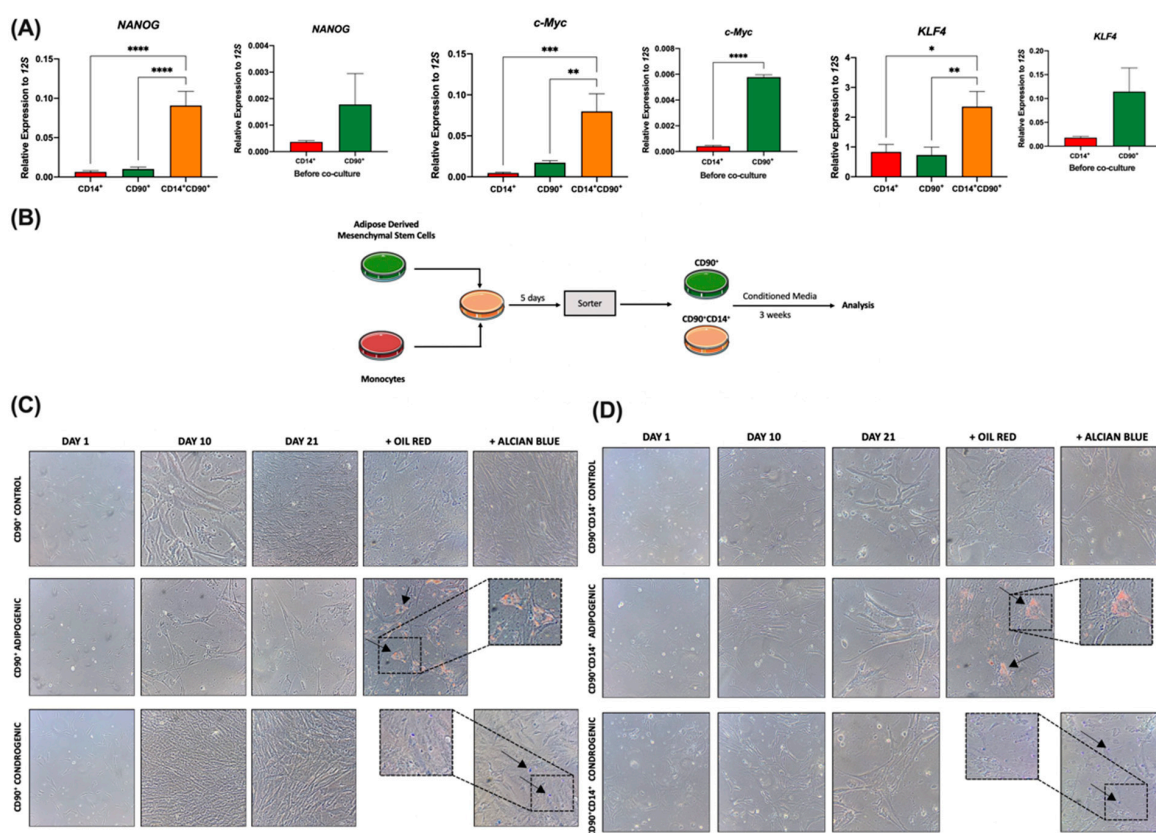 (A)
NANOG
Relative Expression to 12S
0.15
0.10
0.05
0.00
****
****
CD14+
CD90+
CD14+CD90+
NANOG
Relative Expression to 12S
0.004
0.003
0.002
0.001
0.000
CD14+
CD90+
Before co-culture
c-Myc
Relative Expression to 12S
0.15
0.10
0.05
0.00
***
**
CD14+
CD90+
CD14+CD90+
c-Myc
Relative Expression to 12S
0.008
0.006
0.004
0.002
0.000
****
CD14+
CD90+
Before co-culture
KLF4
Relative Expression to 12S
4
3
2
1
0
*
**
CD14+
CD90+
CD14+CD90+
KLF4
Relative Expression to 12S
0.20
0.15
0.10
0.05
0.00
CD14+
CD90+
Before co-culture
(B)
Adipose Derived
Mesenchymal Stem Cells
Monocytes
5 days
Sorter
CD90+
CD90+CD14+
Conditioned Media
3 weeks
Analysis
(C)
DAY 1
DAY 10
DAY 21
+ OIL RED
+ ALCIAN BLUE
CD90+ CONTROL
CD90+ ADIPOGENIC
CD90+ CONDROGENIC
(D)
DAY 1
DAY 10
DAY 21
+ OIL RED
+ ALCIAN BLUE
CD90+CD14+ CONTROL
CD90+CD14+ ADIPOGENIC
CD90+CD14+ CONDROGENIC